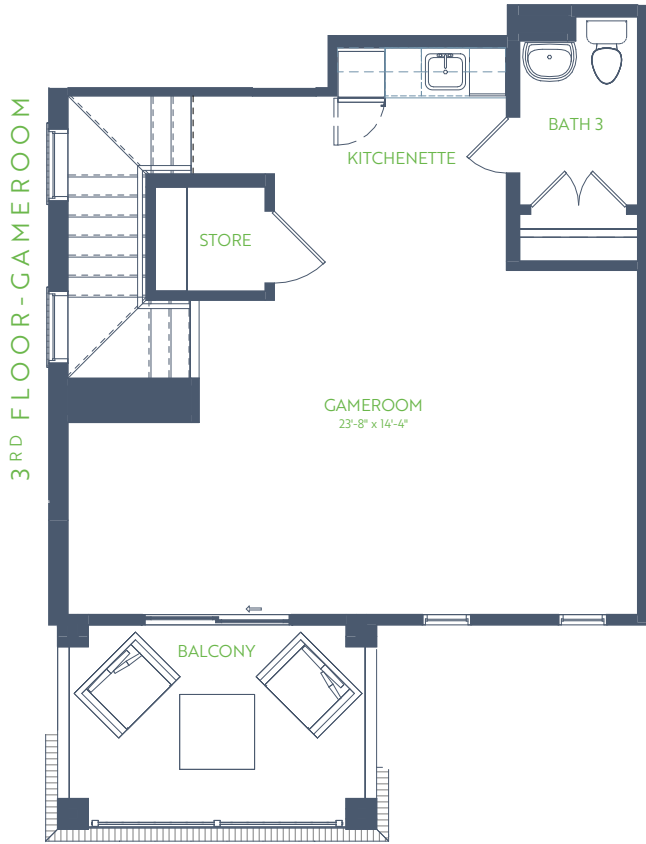 3RD FLOOR-GAMEROOM
BATH 3
KITCHENETTE
STORE
GAMEROOM
23'-8" x 14'-4"
BALCONY